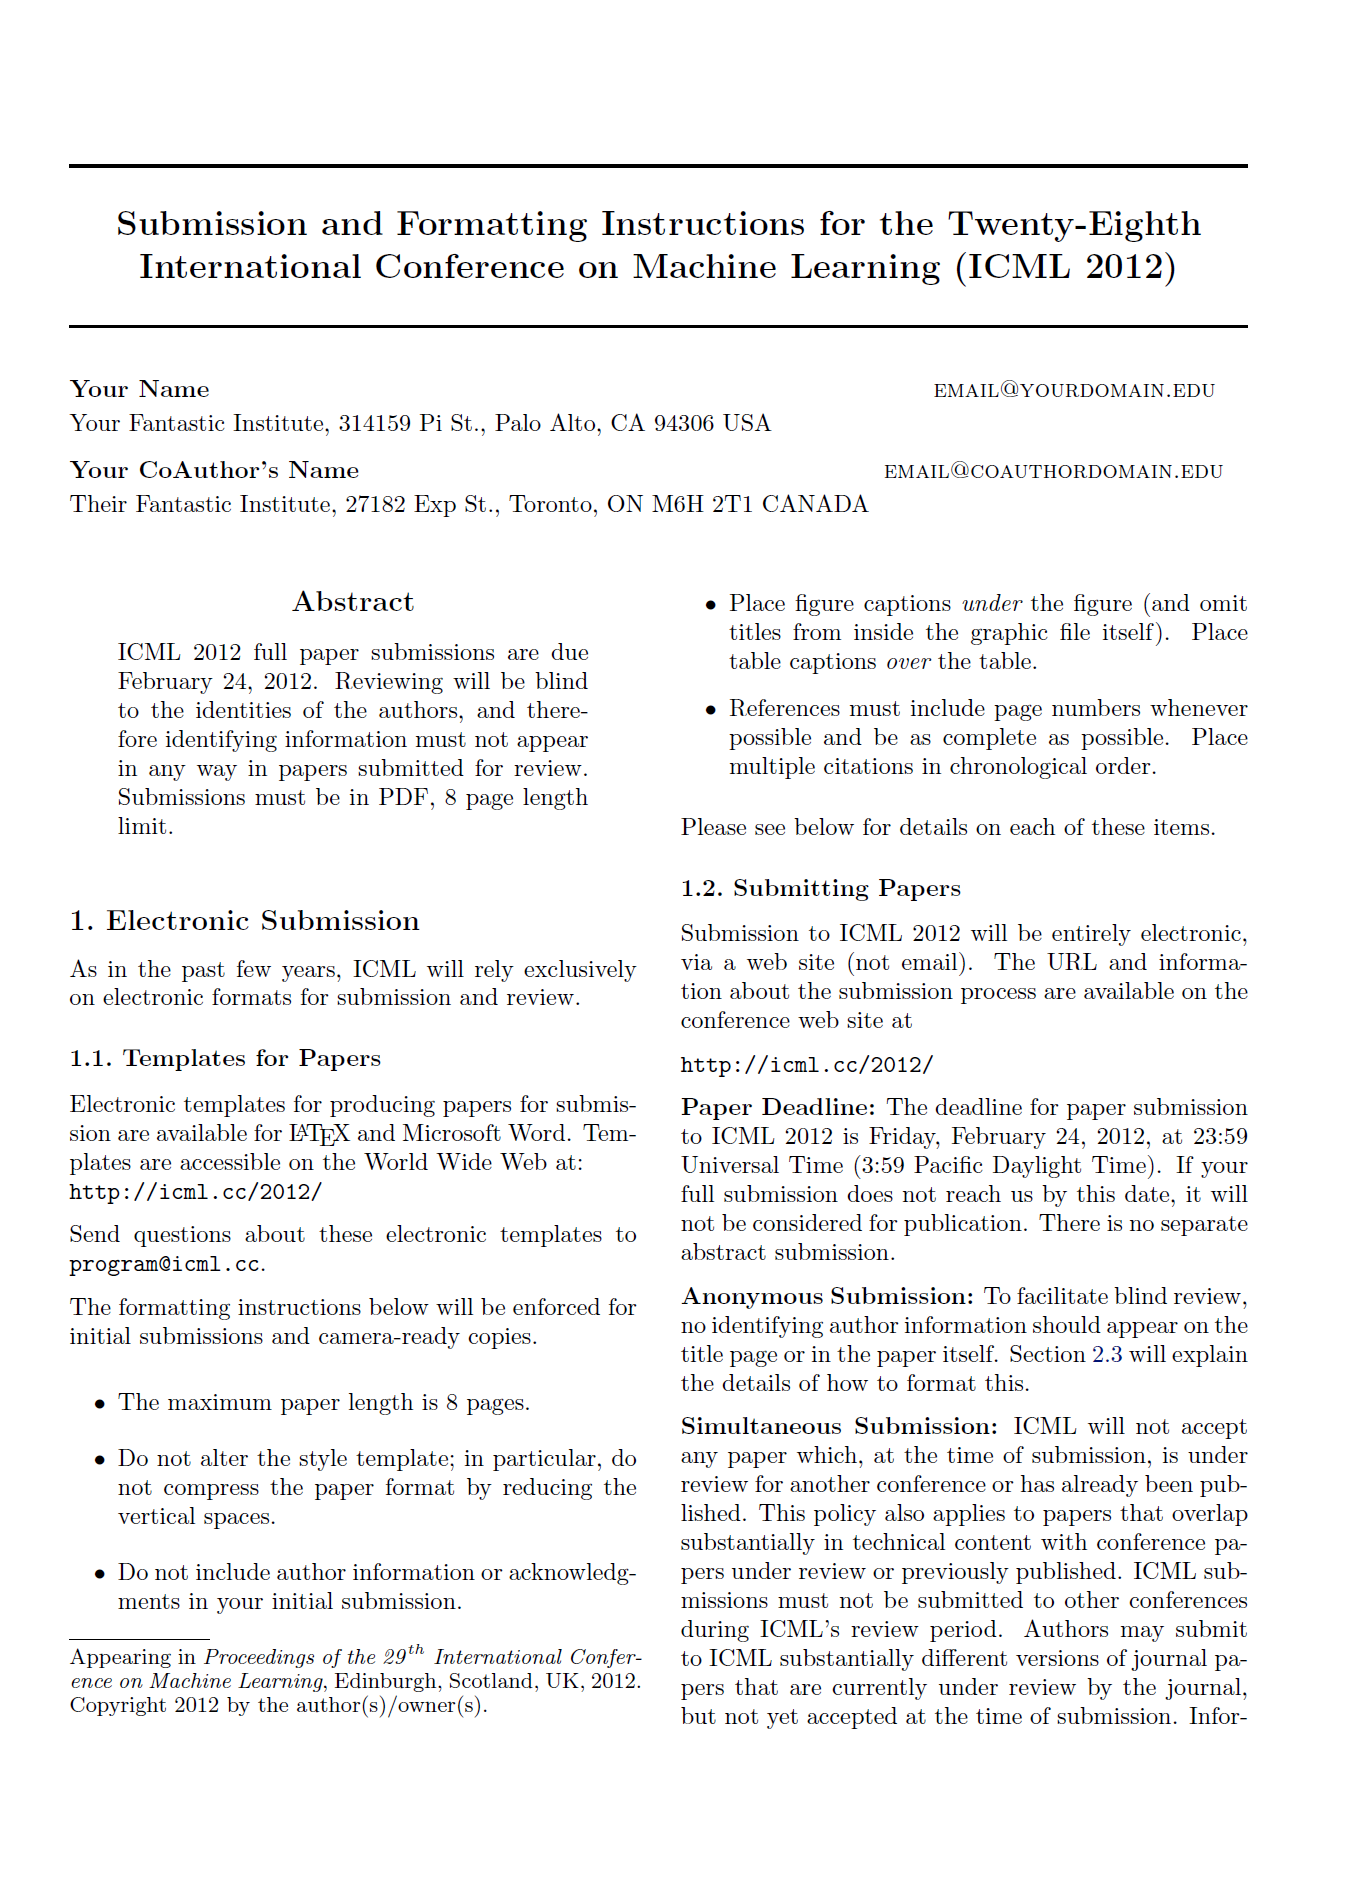 Submission and Formatting Instructions for the Twenty-Eighth
International Conference on Machine Learning (ICML 2012)
Your Name EMAIL@YOURDOMAIN.EDU
Your Fantastic Institute, 314159 Pi St., Palo Alto, CA 94306 USA
Your CoAuthor's Name EMAIL@COAUTHORDOMAIN.EDU
Their Fantastic Institute, 27182 Exp St., Toronto, ON M6H 2T1 CANADA
Abstract
ICML 2012 full paper submissions are due
February 24, 2012. Reviewing will be blind
to the identities of the authors, and there-
fore identifying information must not appear
in any way in papers submitted for review.
Submissions must be in PDF, 8 page length
limit.
1. Electronic Submission
As in the past few years, ICML will rely exclusively
on electronic formats for submission and review.
1.1. Templates for Papers
Electronic templates for producing papers for submis-
sion are available for LATEX and Microsoft Word. Tem-
plates are accessible on the World Wide Web at:
http://icml.cc/2012/
Send questions about these electronic templates to
program@icml.cc.
The formatting instructions below will be enforced for
initial submissions and camera-ready copies.
• The maximum paper length is 8 pages.
• Do not alter the style template; in particular, do
not compress the paper format by reducing the
vertical spaces.
• Do not include author information or acknowledg-
ments in your initial submission.
Appearing in Proceedings of the 29th International Confer-
ence on Machine Learning, Edinburgh, Scotland, UK, 2012.
Copyright 2012 by the author(s)/owner(s).
• Place figure captions under the figure (and omit
titles from inside the graphic file itself). Place
table captions over the table.
• References must include page numbers whenever
possible and be as complete as possible. Place
multiple citations in chronological order.
Please see below for details on each of these items.
1.2. Submitting Papers
Submission to ICML 2012 will be entirely electronic,
via a web site (not email). The URL and informa-
tion about the submission process are available on the
conference web site at
http://icml.cc/2012/
Paper Deadline: The deadline for paper submission
to ICML 2012 is Friday, February 24, 2012, at 23:59
Universal Time (3:59 Pacific Daylight Time). If your
full submission does not reach us by this date, it will
not be considered for publication. There is no separate
abstract submission.
Anonymous Submission: To facilitate blind review,
no identifying author information should appear on the
title page or in the paper itself. Section 2.3 will explain
the details of how to format this.
Simultaneous Submission: ICML will not accept
any paper which, at the time of submission, is under
review for another conference or has already been pub-
lished. This policy also applies to papers that overlap
substantially in technical content with conference pa-
pers under review or previously published. ICML sub-
missions must not be submitted to other conferences
during ICML's review period. Authors may submit
to ICML substantially different versions of journal pa-
pers that are currently under review by the journal,
but not yet accepted at the time of submission. Infor-